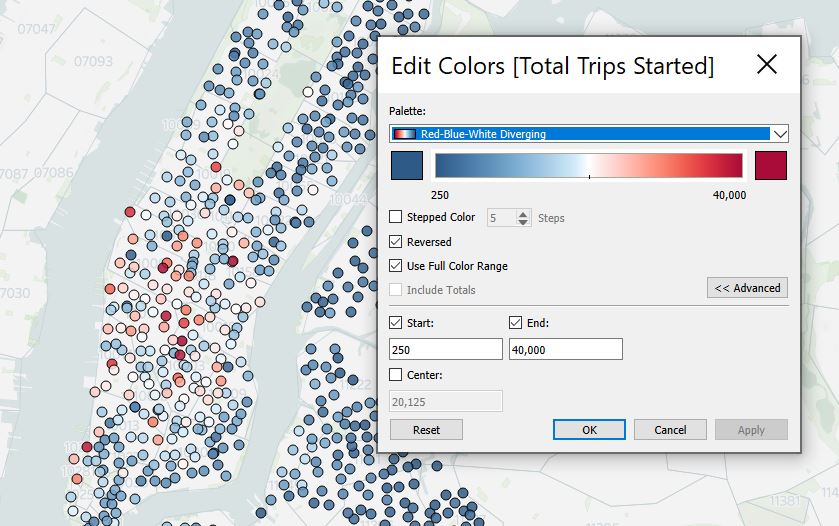 07047
07093
10024
07087
07086
10044
07030
Edit Colors [Total Trips Started]
Palette:
Red-Blue-White Diverging
250
40,000
Stepped Color
5
Steps
Reversed
Use Full Color Range
Include Totals
<< Advanced
Start:
End:
250
40,000
Center:
20,125
Reset
OK
Cancel
Apply
11222
11381